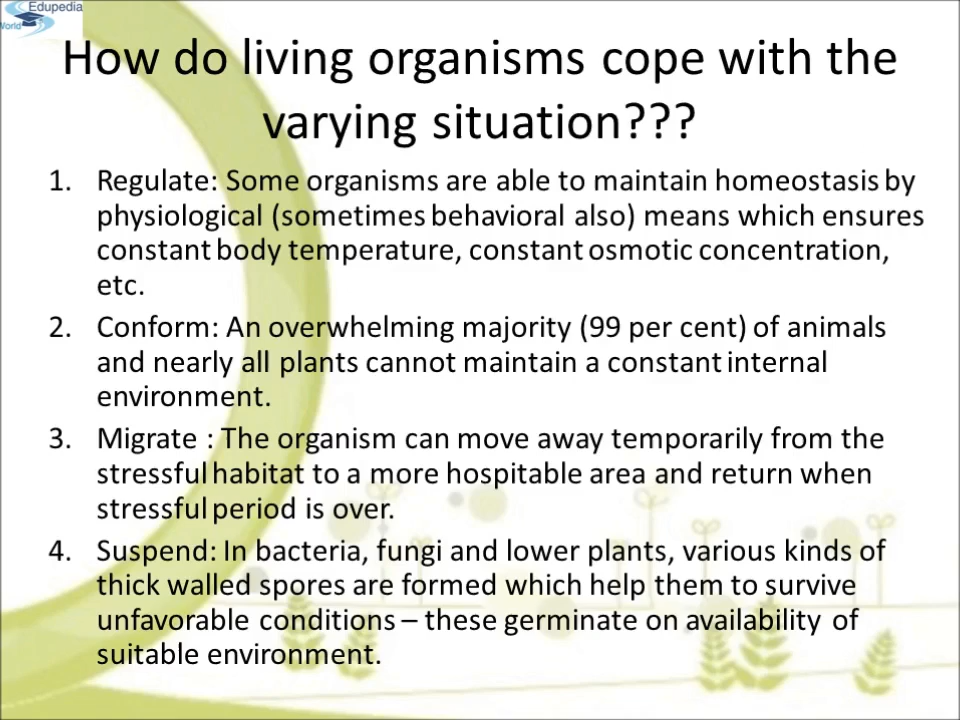 Edupedia
World
How do living organisms cope with the
varying situation???
1. Regulate: Some organisms are able to maintain homeostasis by
physiological (sometimes behavioral also) means which ensures
constant body temperature, constant osmotic concentration,
etc.
2. Conform: An overwhelming majority (99 per cent) of animals
and nearly all plants cannot maintain a constant internal
environment.
3. Migrate : The organism can move away temporarily from the
stressful habitat to a more hospitable area and return when
stressful period is over.
4. Suspend: In bacteria, fungi and lower plants, various kinds of
thick walled spores are formed which help them to survive
unfavorable conditions – these germinate on availability of
suitable environment.